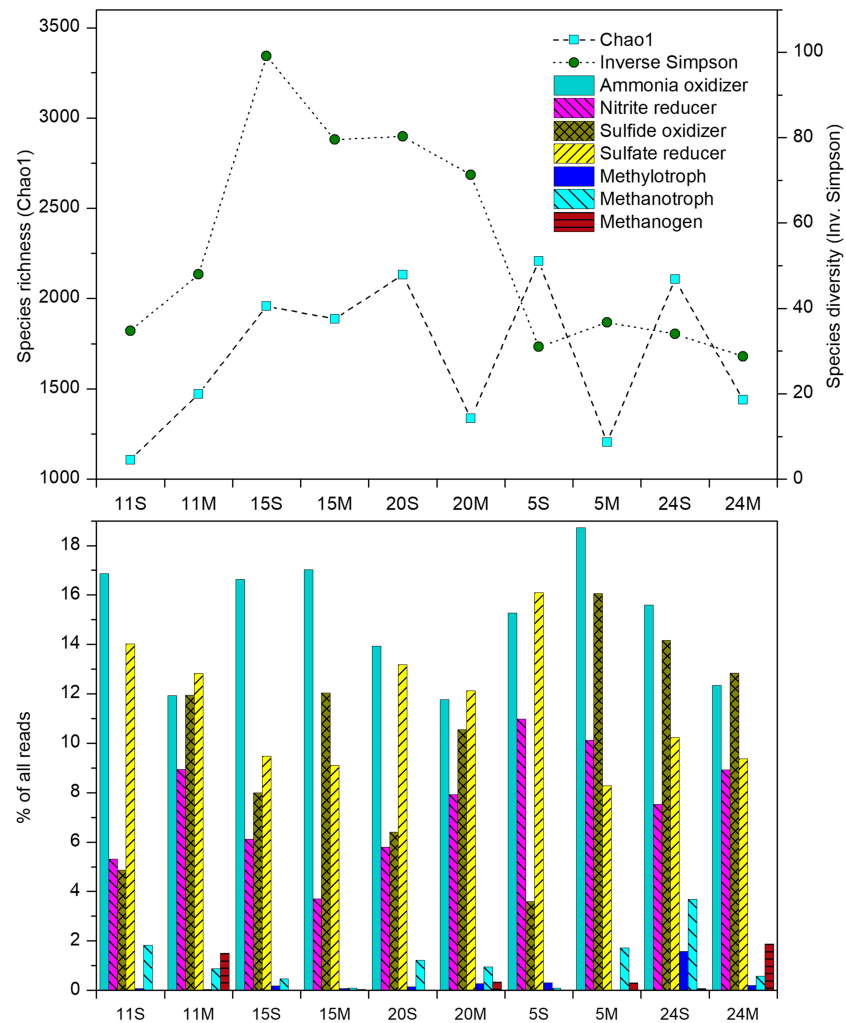 3500
3000
2500
2000
1500
1000
Species richness (Chao1)
Chao1
Inverse Simpson
Ammonia oxidizer
Nitrite reducer
Sulfide oxidizer
Sulfate reducer
Methylotroph
Methanotroph
Methanogen
100
80
60
40
20
0
Species diversity (Inv. Simpson)
11S 11M 15S 15M 20S 20M 5S 5M 24S 24M
18
16
14
12
10
8
6
4
2
0
% of all reads
11S 11M 15S 15M 20S 20M 5S 5M 24S 24M